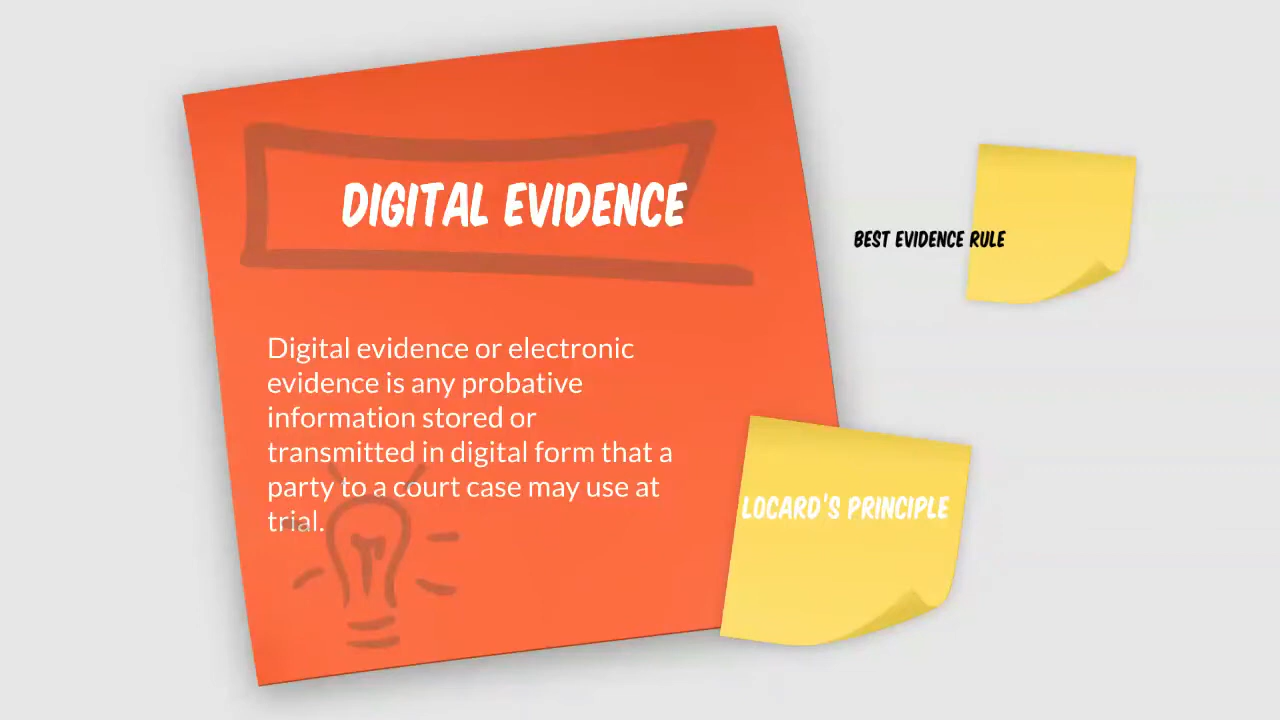 DIGITAL EVIDENCE
Digital evidence or electronic
evidence is any probative
information stored or
transmitted in digital form that a
party to a court case may use at
trial.
BEST EVIDENCE RULE
LOCARD'S PRINCIPLE